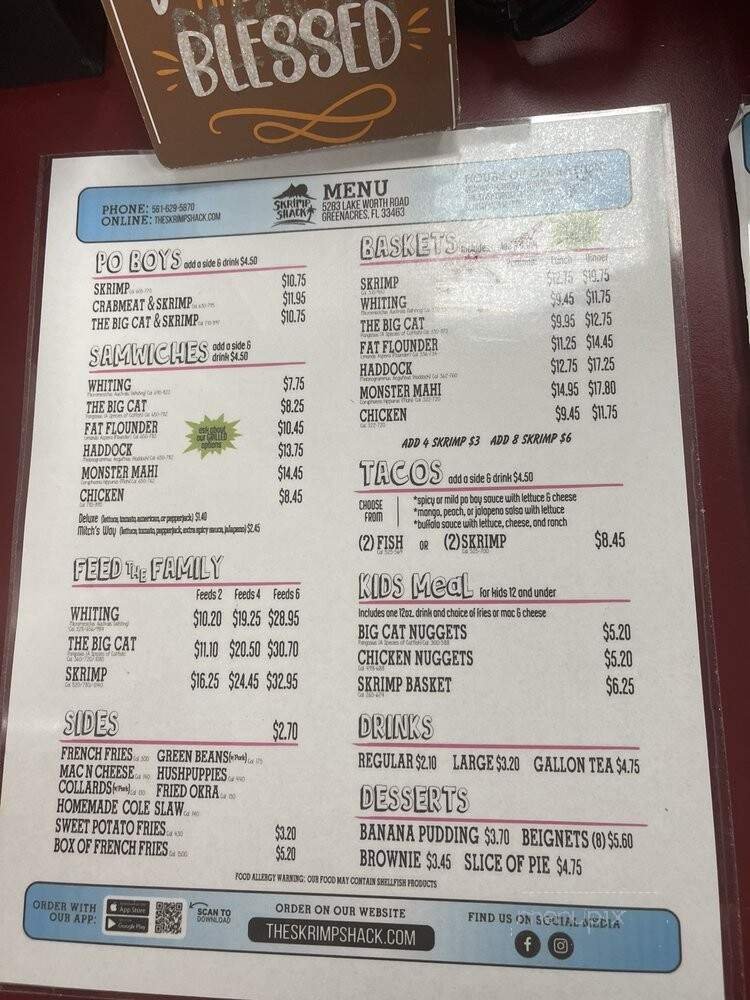 BLESSED
PHONE: 561-629-5870
ONLINE: THESKRIMPSHACK.COM
SKRIMP SHACK
MENU
5283 LAKE WORTH ROAD
GREENACRES, FL 33463
PO BOYS add a side & drink $4.50
SKRIMP $10.75
CRABMEAT & SKRIMP $11.95
THE BIG CAT & SKRIMP $10.75
SAMWICHES add a side & drink $4.50
WHITING $7.75
THE BIG CAT $8.25
FAT FLOUNDER $10.45
HADDOCK $13.75
MONSTER MAHI $14.45
CHICKEN $8.45
ask about our GRILLED options
Deluxe (lettuce, tomato, american, or pepperjack) $1.40
Mitch's Way (lettuce, tomato, pepperjack, extra spicy sauce, jalapeno) $2.45
FEED THE FAMILY
Feeds 2 Feeds 4 Feeds 6
WHITING $10.20 $19.25 $28.95
THE BIG CAT $11.10 $20.50 $30.70
SKRIMP $16.25 $24.45 $32.95
SIDES $2.70
FRENCH FRIES GREEN BEANS (w/Pork)
MAC N CHEESE HUSHPUPPIES
COLLARDS (w/Pork) FRIED OKRA
HOMEMADE COLE SLAW
SWEET POTATO FRIES $3.20
BOX OF FRENCH FRIES $5.20
BASKETS
Lunch Dinner
SKRIMP $12.75 $19.75
WHITING $9.45 $11.75
THE BIG CAT $9.95 $12.75
FAT FLOUNDER $11.25 $14.45
HADDOCK $12.75 $17.25
MONSTER MAHI $14.95 $17.80
CHICKEN $9.45 $11.75
ADD 4 SKRIMP $3 ADD 8 SKRIMP $6
TACOS add a side & drink $4.50
CHOOSE FROM
*spicy or mild po boy sauce with lettuce & cheese
*mango, peach, or jalapeno salsa with lettuce
*buffalo sauce with lettuce, cheese, and ranch
(2) FISH OR (2) SKRIMP $8.45
KIDS MeaL for kids 12 and under
Includes one 12oz. drink and choice of fries or mac & cheese
BIG CAT NUGGETS $5.20
CHICKEN NUGGETS $5.20
SKRIMP BASKET $6.25
DRINKS
REGULAR $2.10 LARGE $3.20 GALLON TEA $4.75
DESSERTS
BANANA PUDDING $3.70 BEIGNETS (8) $5.60
BROWNIE $3.45 SLICE OF PIE $4.75
FOOD ALLERGY WARNING: OUR FOOD MAY CONTAIN SHELLFISH PRODUCTS
ORDER WITH OUR APP:
App Store
Google Play
SCAN TO DOWNLOAD
ORDER ON OUR WEBSITE
THESKRIMPSHACK.COM
FIND US ON SOCIAL MEDIA